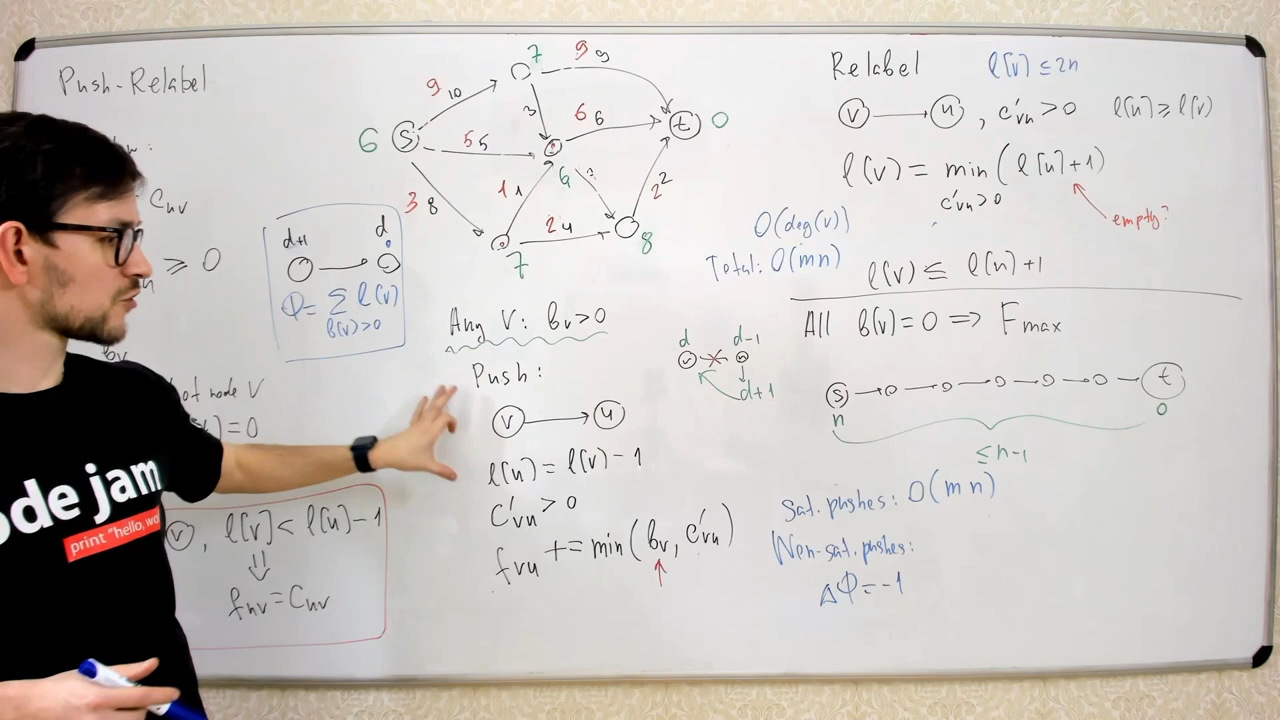 Push-Relabel
C_uv
≥ 0
b_v
of node V
) = 0
d+1 d
Φ = Σ l(v)
b(v)>0
v, l[v] < l[u] - 1
⇓
f_uv = C_uv
ode jam
print "hello, wo
7
9 10
9 9
3
6 S
5 5
6 6
t 0
6
3 8
1 1
2 4
2 2
7
8
Any V: b_v > 0
Push:
v → u
l(u) = l(v) - 1
c'_vu > 0
f_vu += min(b_v, c'_vu)
Relabel l[v] ≤ 2n
v → u, c'_vu > 0 l[u] ≥ l(v)
l(v) = min ( l[u]+1 )
c'_vu > 0
empty?
O(deg(v))
Total: O(mn)
l(v) ≤ l(u) + 1
All b(v) = 0 => F_max
d d-1
v
d+1
S t
n 0
≤ n-1
Sat. pushes: O(mn)
Non-sat. pushes:
ΔΦ = -1